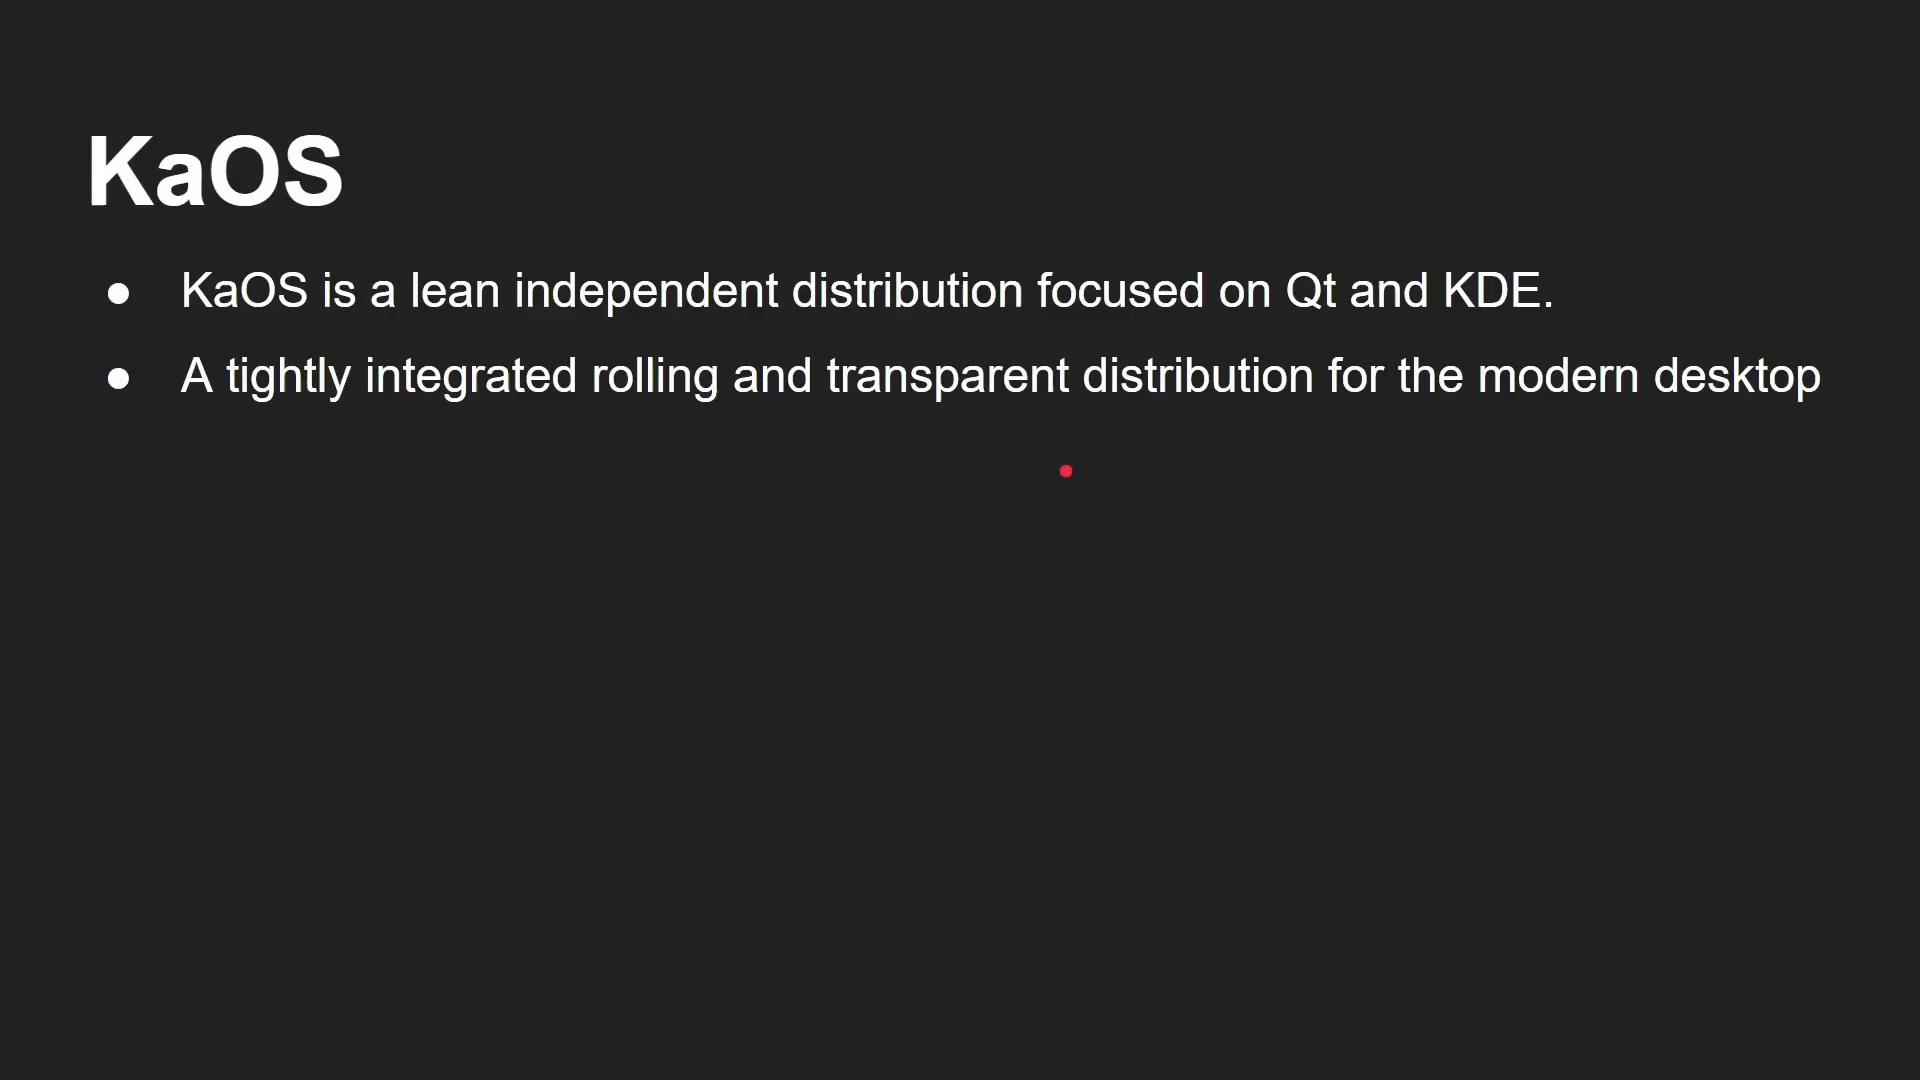 KaOS
● KaOS is a lean independent distribution focused on Qt and KDE.
● A tightly integrated rolling and transparent distribution for the modern desktop